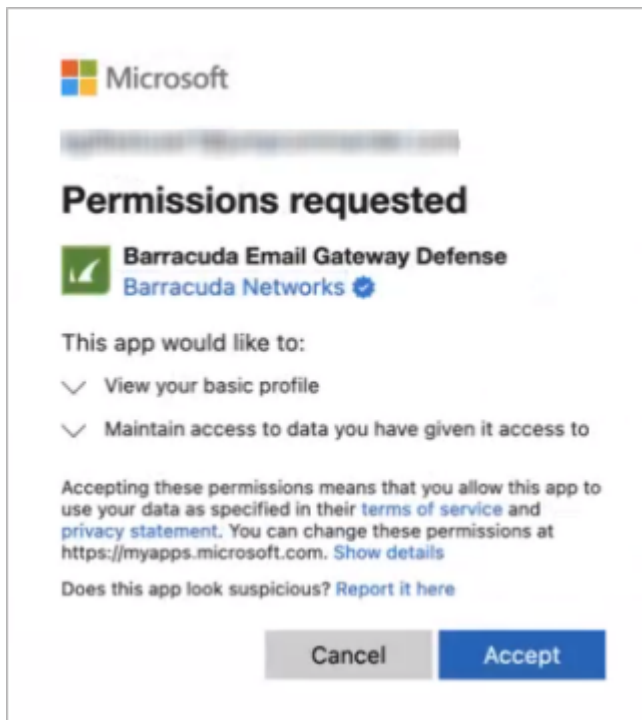 Microsoft
Permissions requested
Barracuda Email Gateway Defense
Barracuda Networks
This app would like to:
View your basic profile
Maintain access to data you have given it access to
Accepting these permissions means that you allow this app to
use your data as specified in their terms of service and
privacy statement. You can change these permissions at
https://myapps.microsoft.com. Show details
Does this app look suspicious? Report it here
Cancel Accept